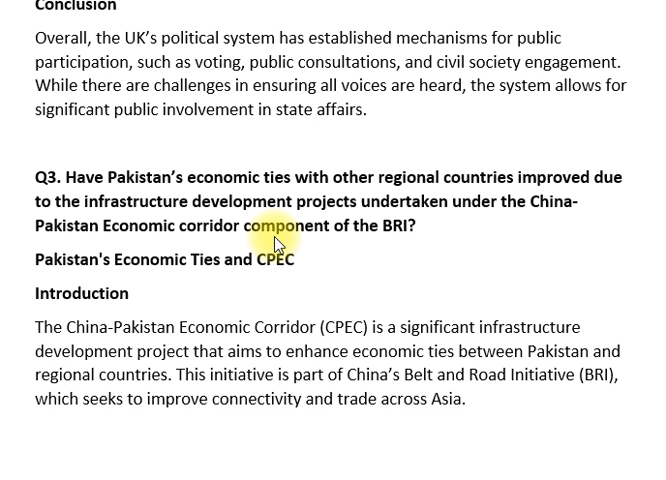 Conclusion
Overall, the UK’s political system has established mechanisms for public
participation, such as voting, public consultations, and civil society engagement.
While there are challenges in ensuring all voices are heard, the system allows for
significant public involvement in state affairs.
Q3. Have Pakistan’s economic ties with other regional countries improved due
to the infrastructure development projects undertaken under the China-
Pakistan Economic corridor component of the BRI?
Pakistan's Economic Ties and CPEC
Introduction
The China-Pakistan Economic Corridor (CPEC) is a significant infrastructure
development project that aims to enhance economic ties between Pakistan and
regional countries. This initiative is part of China’s Belt and Road Initiative (BRI),
which seeks to improve connectivity and trade across Asia.